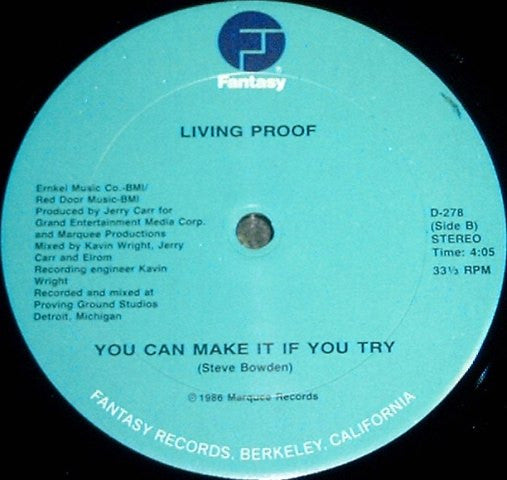 Fantasy
LIVING PROOF
Ernkel Music Co.-BMI/
Red Door Music-BMI
Produced by Jerry Carr for
Grand Entertainment Media Corp.
and Marquee Productions
Mixed by Kavin Wright, Jerry
Carr and Elrom
Recording engineer Kavin
Wright
Recorded and mixed at
Proving Ground Studios
Detroit, Michigan
D-278
(Side B)
STEREO
Time: 4:05
33⅓ RPM
YOU CAN MAKE IT IF YOU TRY
(Steve Bowden)
℗ 1986 Marquee Records
FANTASY RECORDS, BERKELEY, CALIFORNIA